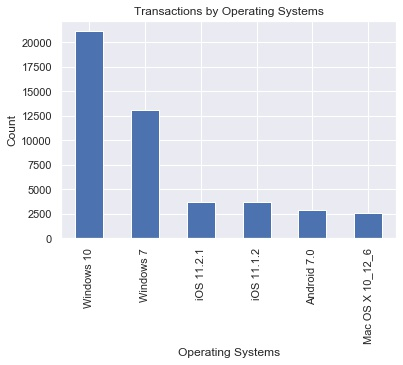 Transactions by Operating Systems
Count
20000
17500
15000
12500
10000
7500
5000
2500
0
Windows 10
Windows 7
iOS 11.2.1
iOS 11.1.2
Android 7.0
Mac OS X 10_12_6
Operating Systems